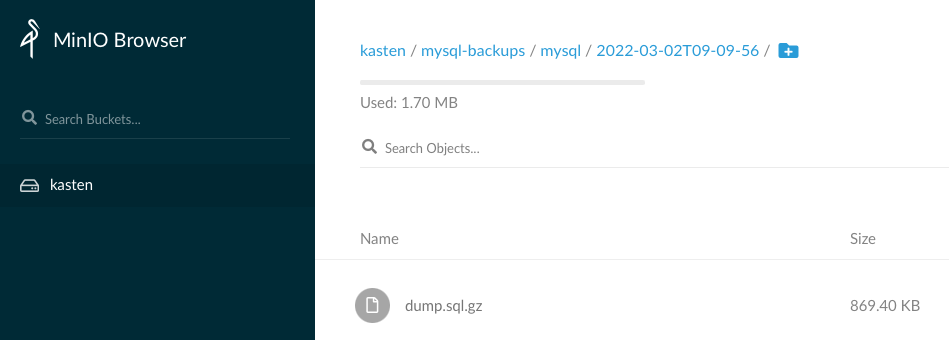 MinIO Browser
Search Buckets...
kasten
kasten / mysql-backups / mysql / 2022-03-02T09-09-56 /
Used: 1.70 MB
Search Objects...
Name Size
dump.sql.gz 869.40 KB